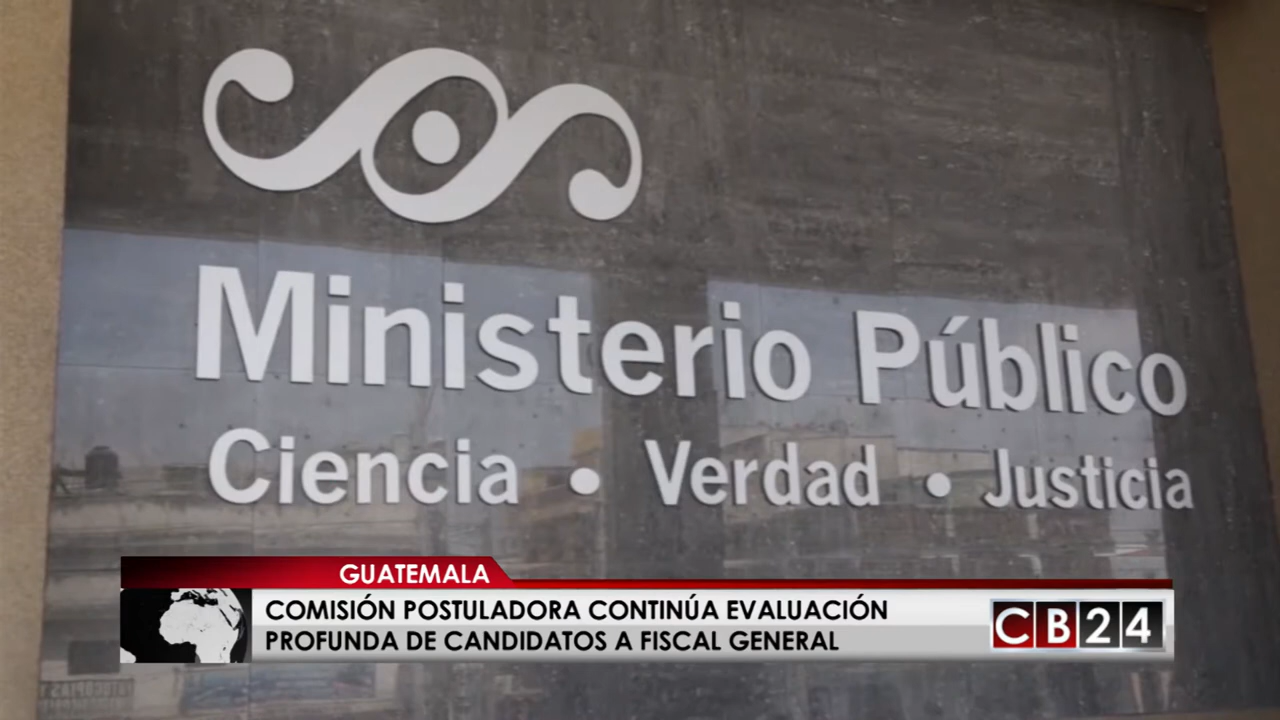 Ministerio Público
Ciencia • Verdad • Justicia
GUATEMALA
COMISIÓN POSTULADORA CONTINÚA EVALUACIÓN
PROFUNDA DE CANDIDATOS A FISCAL GENERAL
CB24